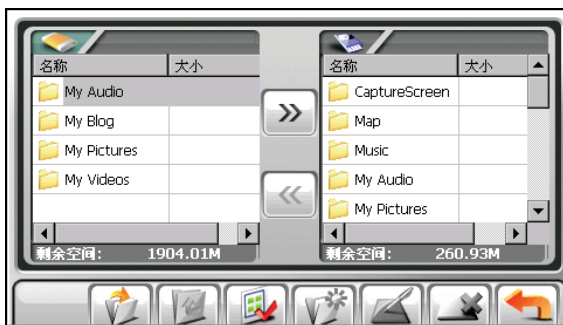 名称 大小
My Audio
My Blog
My Pictures
My Videos
剩余空间: 1904.01M
名称 大小
CaptureScreen
Map
Music
My Audio
My Pictures
剩余空间: 260.93M